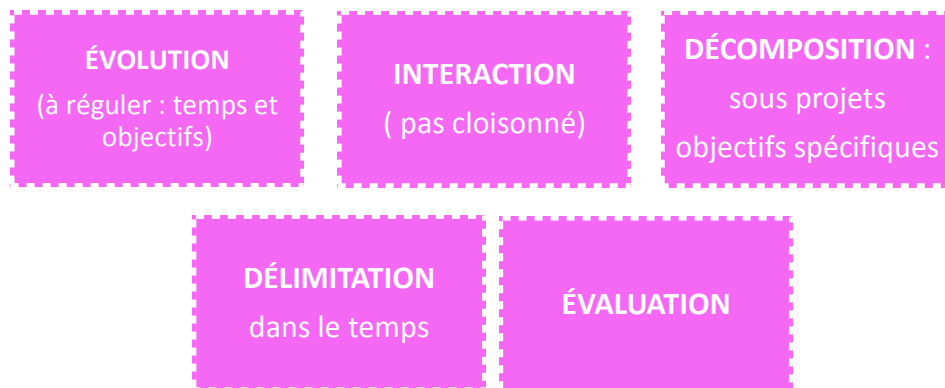 ÉVOLUTION
(à réguler : temps et
objectifs)
INTERACTION
( pas cloisonné)
DÉCOMPOSITION :
sous projets
objectifs spécifiques
DÉLIMITATION
dans le temps
ÉVALUATION